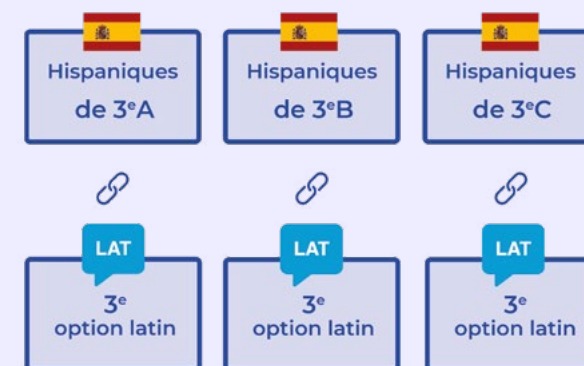 Hispaniques
de 3ᵉA
Hispaniques
de 3ᵉB
Hispaniques
de 3ᵉC
LAT
3ᵉ
option latin
LAT
3ᵉ
option latin
LAT
3ᵉ
option latin